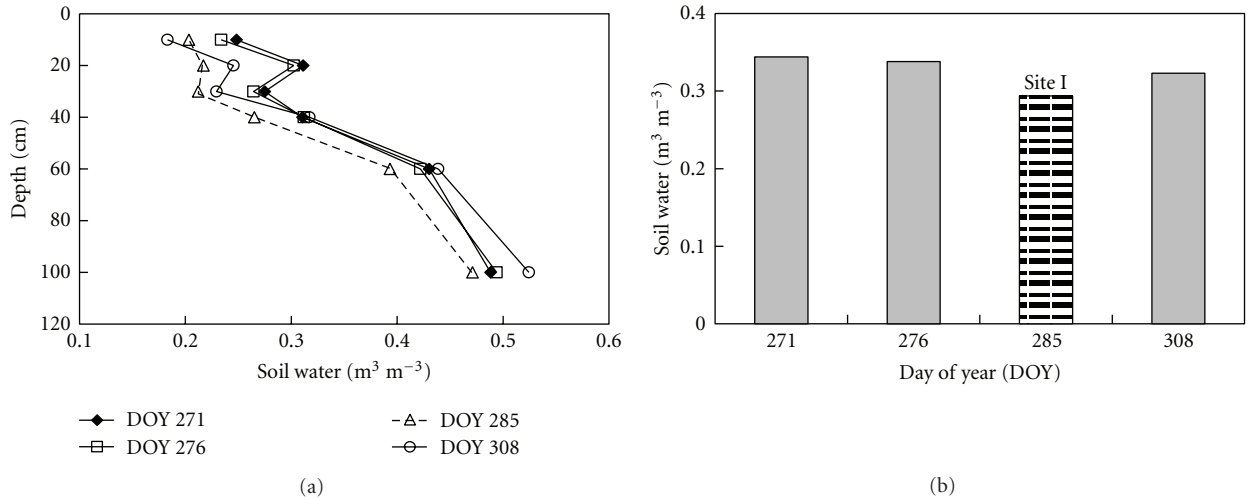 0
20
40
60
80
100
120
Depth (cm)
0.1 0.2 0.3 0.4 0.5 0.6
Soil water (m³ m⁻³)
DOY 271
DOY 276
DOY 285
DOY 308
(a)
0.4
0.3
0.2
0.1
0
Soil water (m³ m⁻³)
Site I
271 276 285 308
Day of year (DOY)
(b)